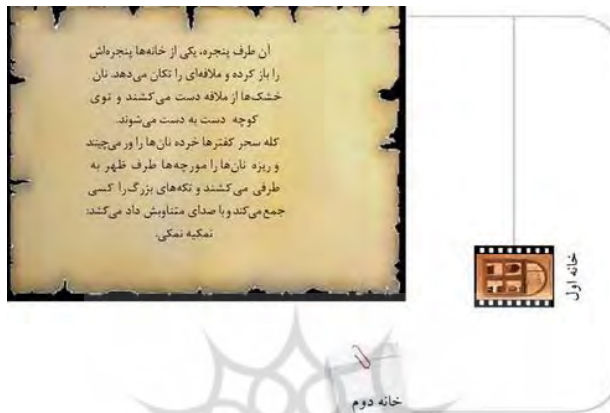 آن طرف پنجره، یکی از خانه‌ها پنجره‌اش
را باز کرده و ملافه‌ای را تکان می‌دهد. نان
خشک‌ها از ملافه دست می‌کشند و توی
کوچه دست به دست می‌شوند.
کله سحر کفترها خرده نان‌ها را ور می‌چینند
و ریزه نان‌ها را مورچه‌ها طرف ظهر به
طرفی می‌کشند و تکه‌های بزرگ را کسی
جمع می‌کند و با صدای متناوبش داد می‌کشد:
نمکیه نمکی.
خانه اول
خانه دوم